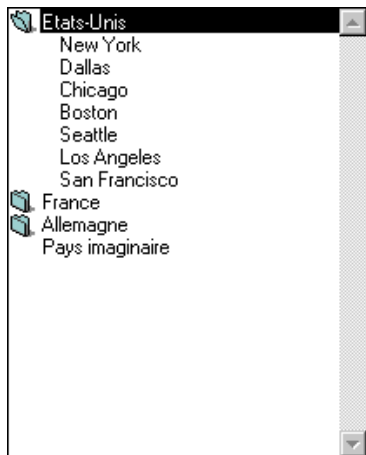 Etats-Unis
New York
Dallas
Chicago
Boston
Seattle
Los Angeles
San Francisco
France
Allemagne
Pays imaginaire